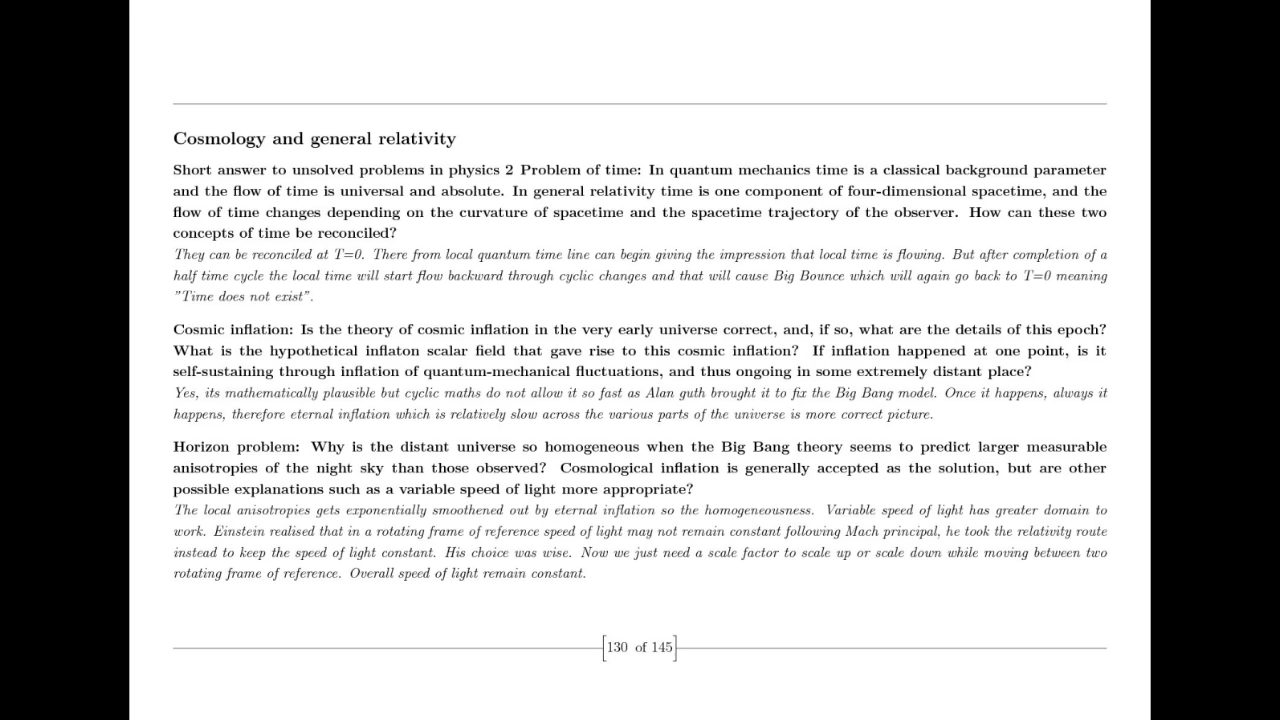 Cosmology and general relativity
Short answer to unsolved problems in physics 2 Problem of time: In quantum mechanics time is a classical background parameter
and the flow of time is universal and absolute. In general relativity time is one component of four-dimensional spacetime, and the
flow of time changes depending on the curvature of spacetime and the spacetime trajectory of the observer. How can these two
concepts of time be reconciled?
They can be reconciled at T=0. There from local quantum time line can begin giving the impression that local time is flowing. But after completion of a
half time cycle the local time will start flow backward through cyclic changes and that will cause Big Bounce which will again go back to T=0 meaning
"Time does not exist".
Cosmic inflation: Is the theory of cosmic inflation in the very early universe correct, and, if so, what are the details of this epoch?
What is the hypothetical inflaton scalar field that gave rise to this cosmic inflation? If inflation happened at one point, is it
self-sustaining through inflation of quantum-mechanical fluctuations, and thus ongoing in some extremely distant place?
Yes, its mathematically plausible but cyclic maths do not allow it so fast as Alan guth brought it to fix the Big Bang model. Once it happens, always it
happens, therefore eternal inflation which is relatively slow across the various parts of the universe is more correct picture.
Horizon problem: Why is the distant universe so homogeneous when the Big Bang theory seems to predict larger measurable
anisotropies of the night sky than those observed? Cosmological inflation is generally accepted as the solution, but are other
possible explanations such as a variable speed of light more appropriate?
The local anisotropies gets exponentially smoothened out by eternal inflation so the homogeneousness. Variable speed of light has greater domain to
work. Einstein realised that in a rotating frame of reference speed of light may not remain constant following Mach principal, he took the relativity route
instead to keep the speed of light constant. His choice was wise. Now we just need a scale factor to scale up or scale down while moving between two
rotating frame of reference. Overall speed of light remain constant.
130 of 145